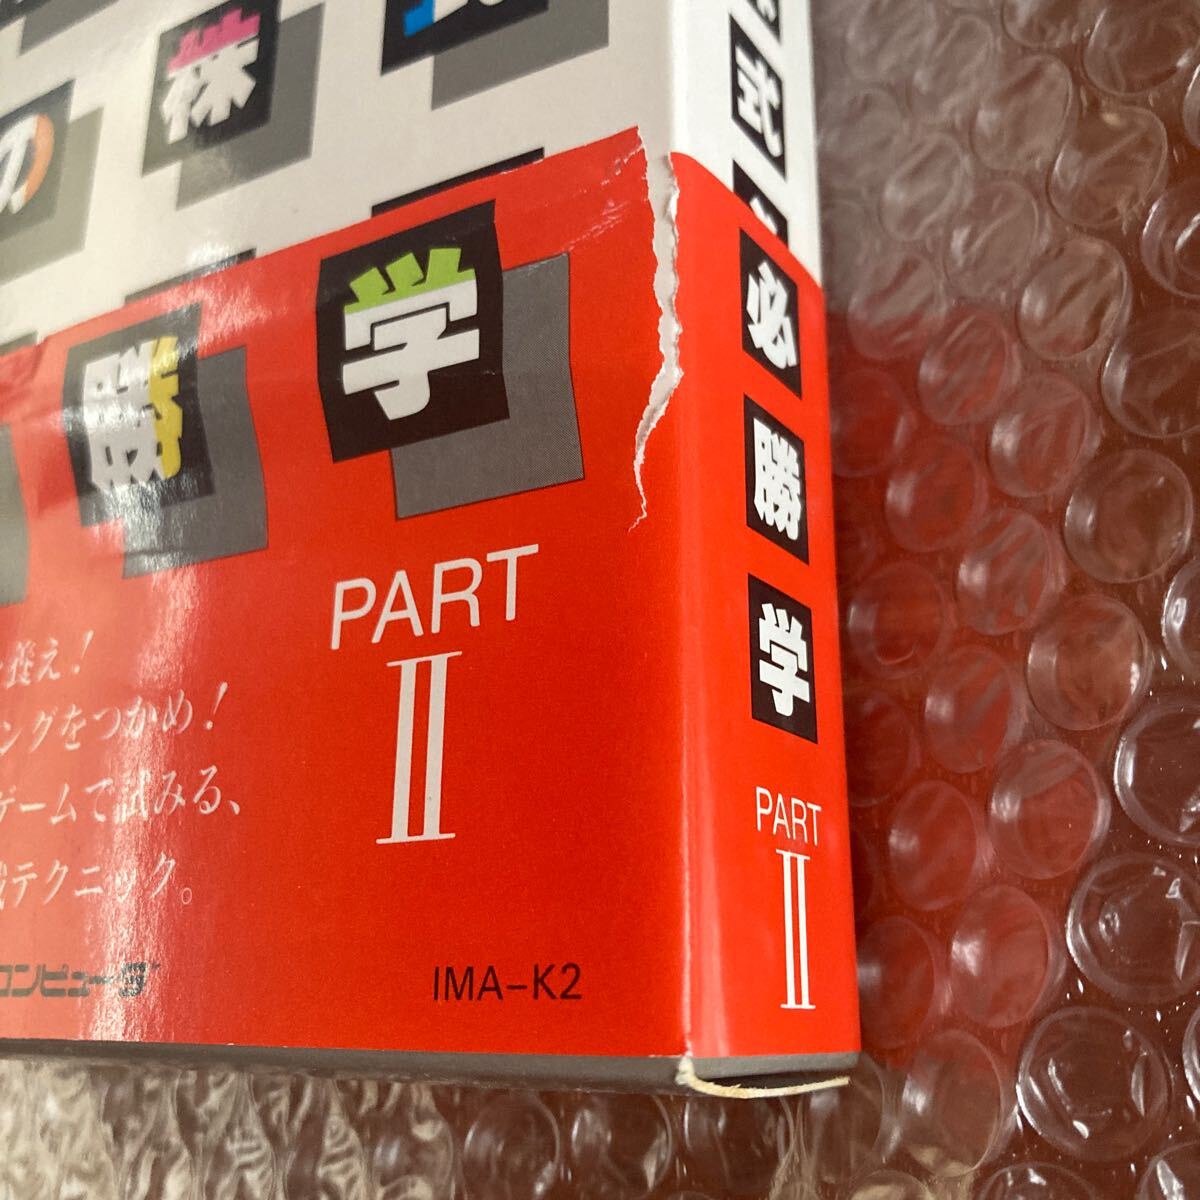 の 株 式
勝 学
PART
II
養え!
ングをつかめ!
ゲームで試みる、
戦テクニック。
コンピュータ
IMA-K2
式
必
勝
学
PART
II